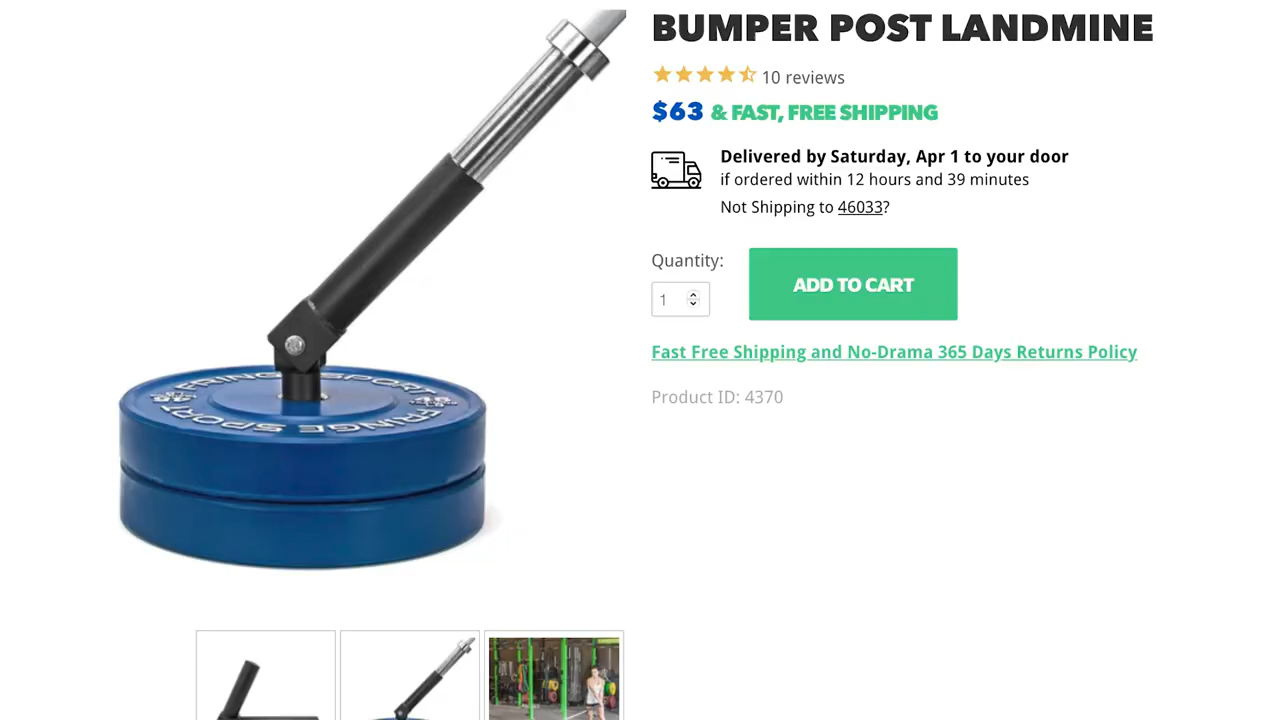 BUMPER POST LANDMINE
10 reviews
$63 & FAST, FREE SHIPPING
Delivered by Saturday, Apr 1 to your door
if ordered within 12 hours and 39 minutes
Not Shipping to 46033?
Quantity:
1
ADD TO CART
Fast Free Shipping and No-Drama 365 Days Returns Policy
Product ID: 4370
FRINGE SPORT
FRINGE SPORT